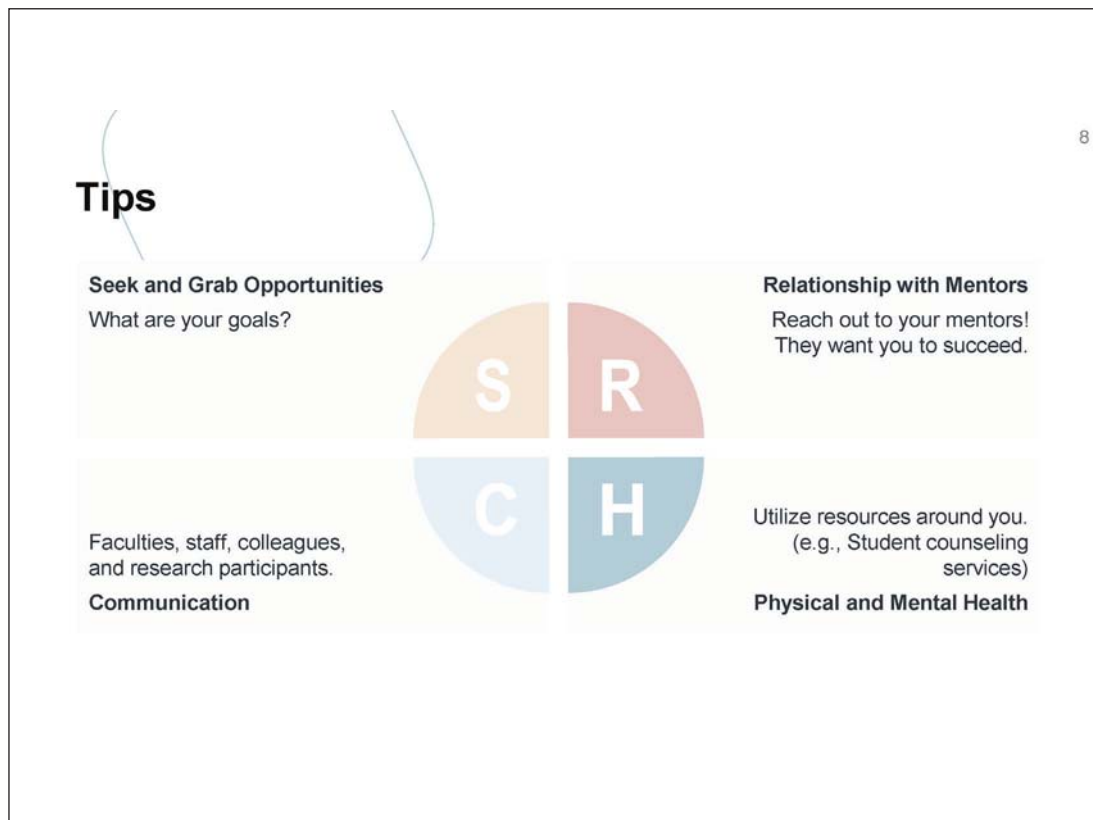 8
Tips
Seek and Grab Opportunities
What are your goals?
Relationship with Mentors
Reach out to your mentors!
They want you to succeed.
S
R
C
H
Faculties, staff, colleagues,
and research participants.
Communication
Utilize resources around you.
(e.g., Student counseling
services)
Physical and Mental Health